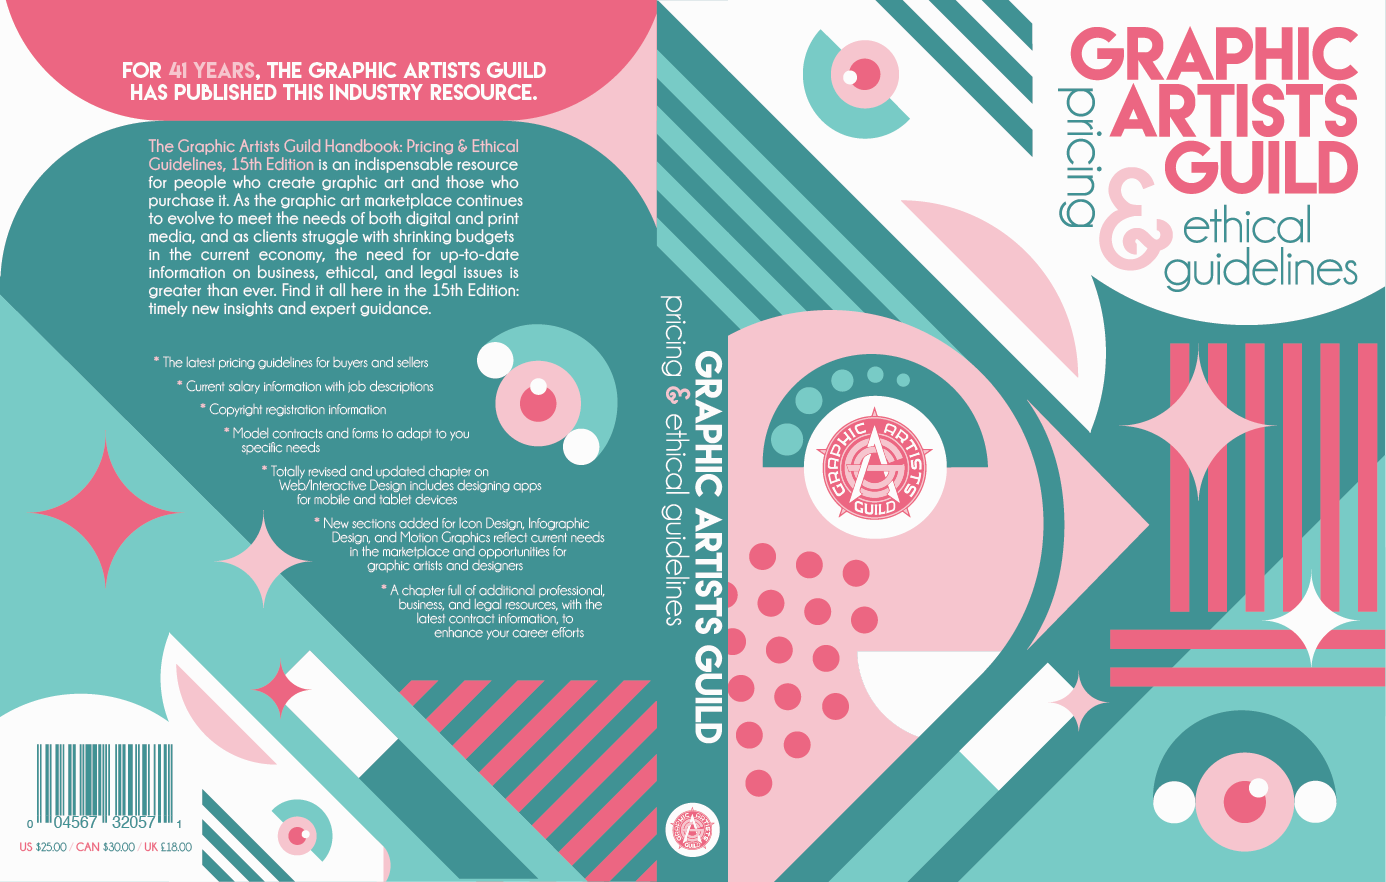 FOR 41 YEARS, THE GRAPHIC ARTISTS GUILD
HAS PUBLISHED THIS INDUSTRY RESOURCE.
The Graphic Artists Guild Handbook: Pricing & Ethical
Guidelines, 15th Edition is an indispensable resource
for people who create graphic art and those who
purchase it. As the graphic art marketplace continues
to evolve to meet the needs of both digital and print
media, and as clients struggle with shrinking budgets
in the current economy, the need for up-to-date
information on business, ethical, and legal issues is
greater than ever. Find it all here in the 15th Edition:
timely new insights and expert guidance.
* The latest pricing guidelines for buyers and sellers
* Current salary information with job descriptions
* Copyright registration information
* Model contracts and forms to adapt to you
specific needs
* Totally revised and updated chapter on
Web/Interactive Design includes designing apps
for mobile and tablet devices
* New sections added for Icon Design, Infographic
Design, and Motion Graphics reflect current needs
in the marketplace and opportunities for
graphic artists and designers
* A chapter full of additional professional,
business, and legal resources, with the
latest contract information, to
enhance your career efforts
0 04567 32057 1
US $25.00 / CAN $30.00 / UK £18.00
GRAPHIC ARTISTS GUILD
pricing & ethical guidelines
GRAPHIC ARTISTS
GUILD
GRAPHIC
ARTISTS
GUILD
pricing
&
ethical
guidelines
GRAPHIC ARTISTS
GUILD